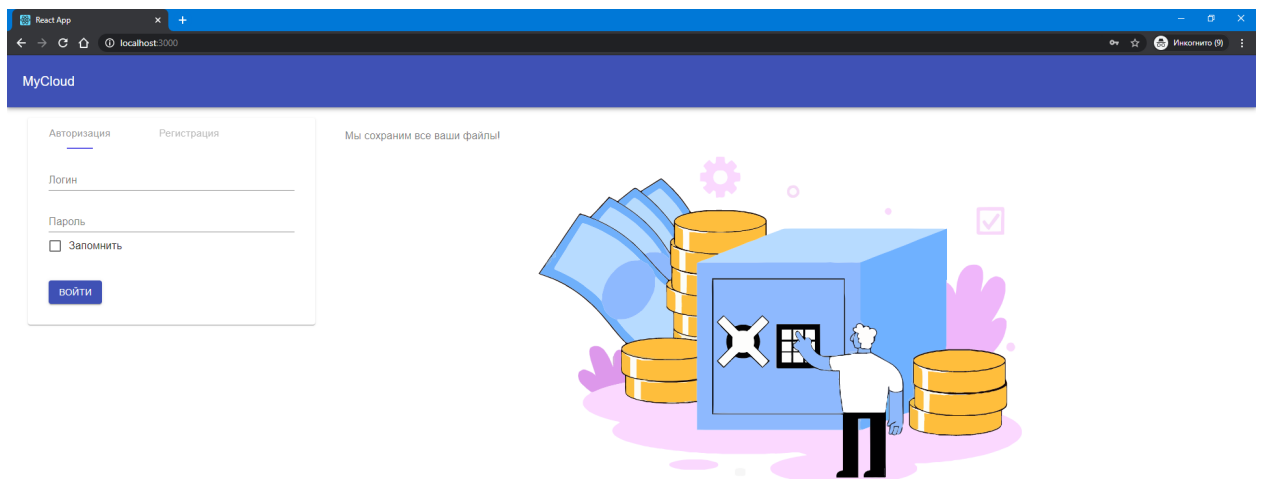 React App
localhost:3000
Инкогнито (9)
MyCloud
Авторизация Регистрация
Мы сохраним все ваши файлы!
Логин
Пароль
Запомнить
ВОЙТИ